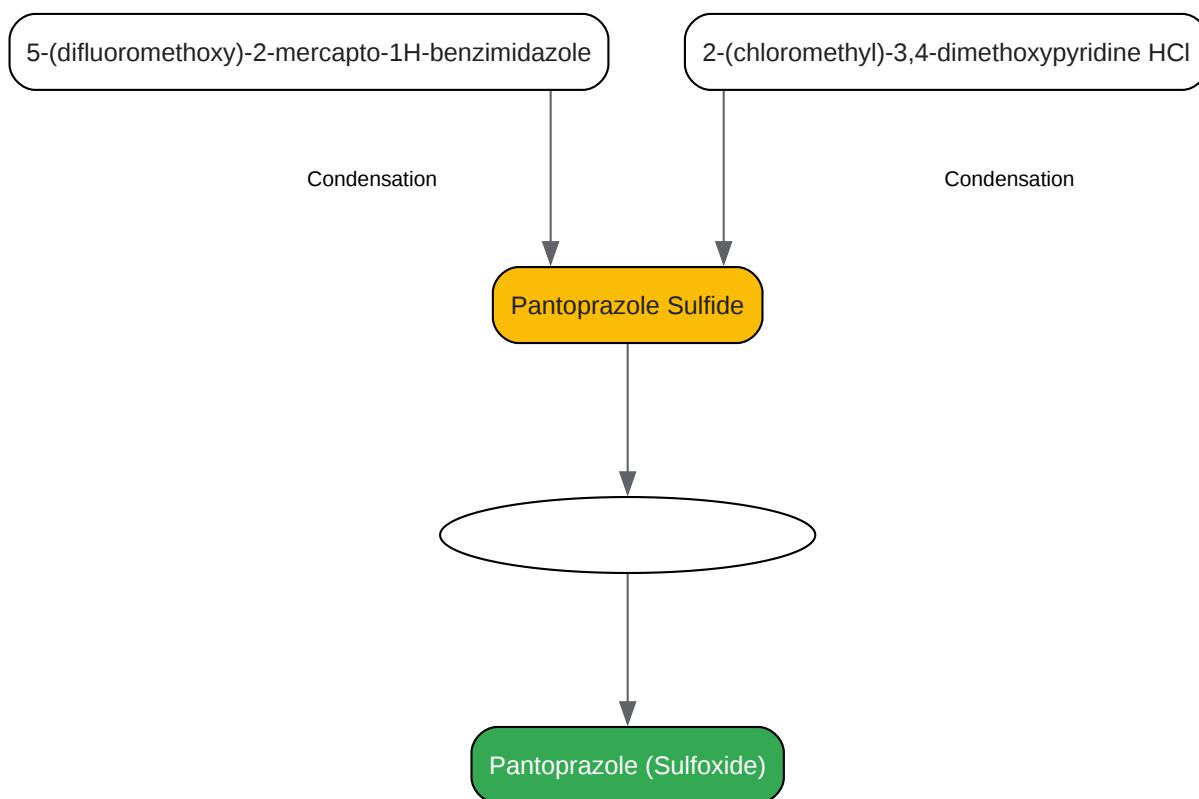 5-(difluoromethoxy)-2-mercapto-1H-benzimidazole
2-(chloromethyl)-3,4-dimethoxypyridine HCl
Condensation
Condensation
Pantoprazole Sulfide
Pantoprazole (Sulfoxide)